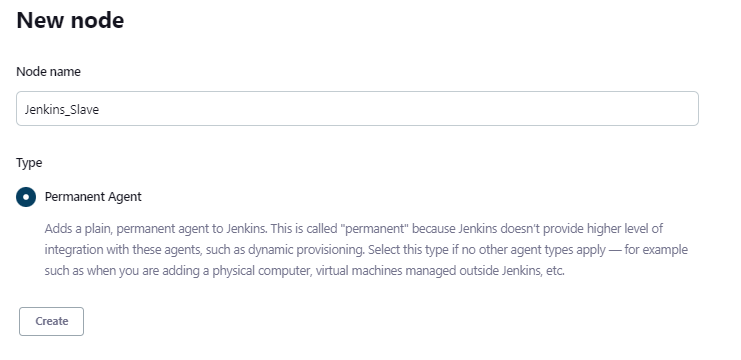 New node
Node name
Jenkins_Slave
Type
Permanent Agent
Adds a plain, permanent agent to Jenkins. This is called "permanent" because Jenkins doesn't provide higher level of
integration with these agents, such as dynamic provisioning. Select this type if no other agent types apply — for example
such as when you are adding a physical computer, virtual machines managed outside Jenkins, etc.
Create